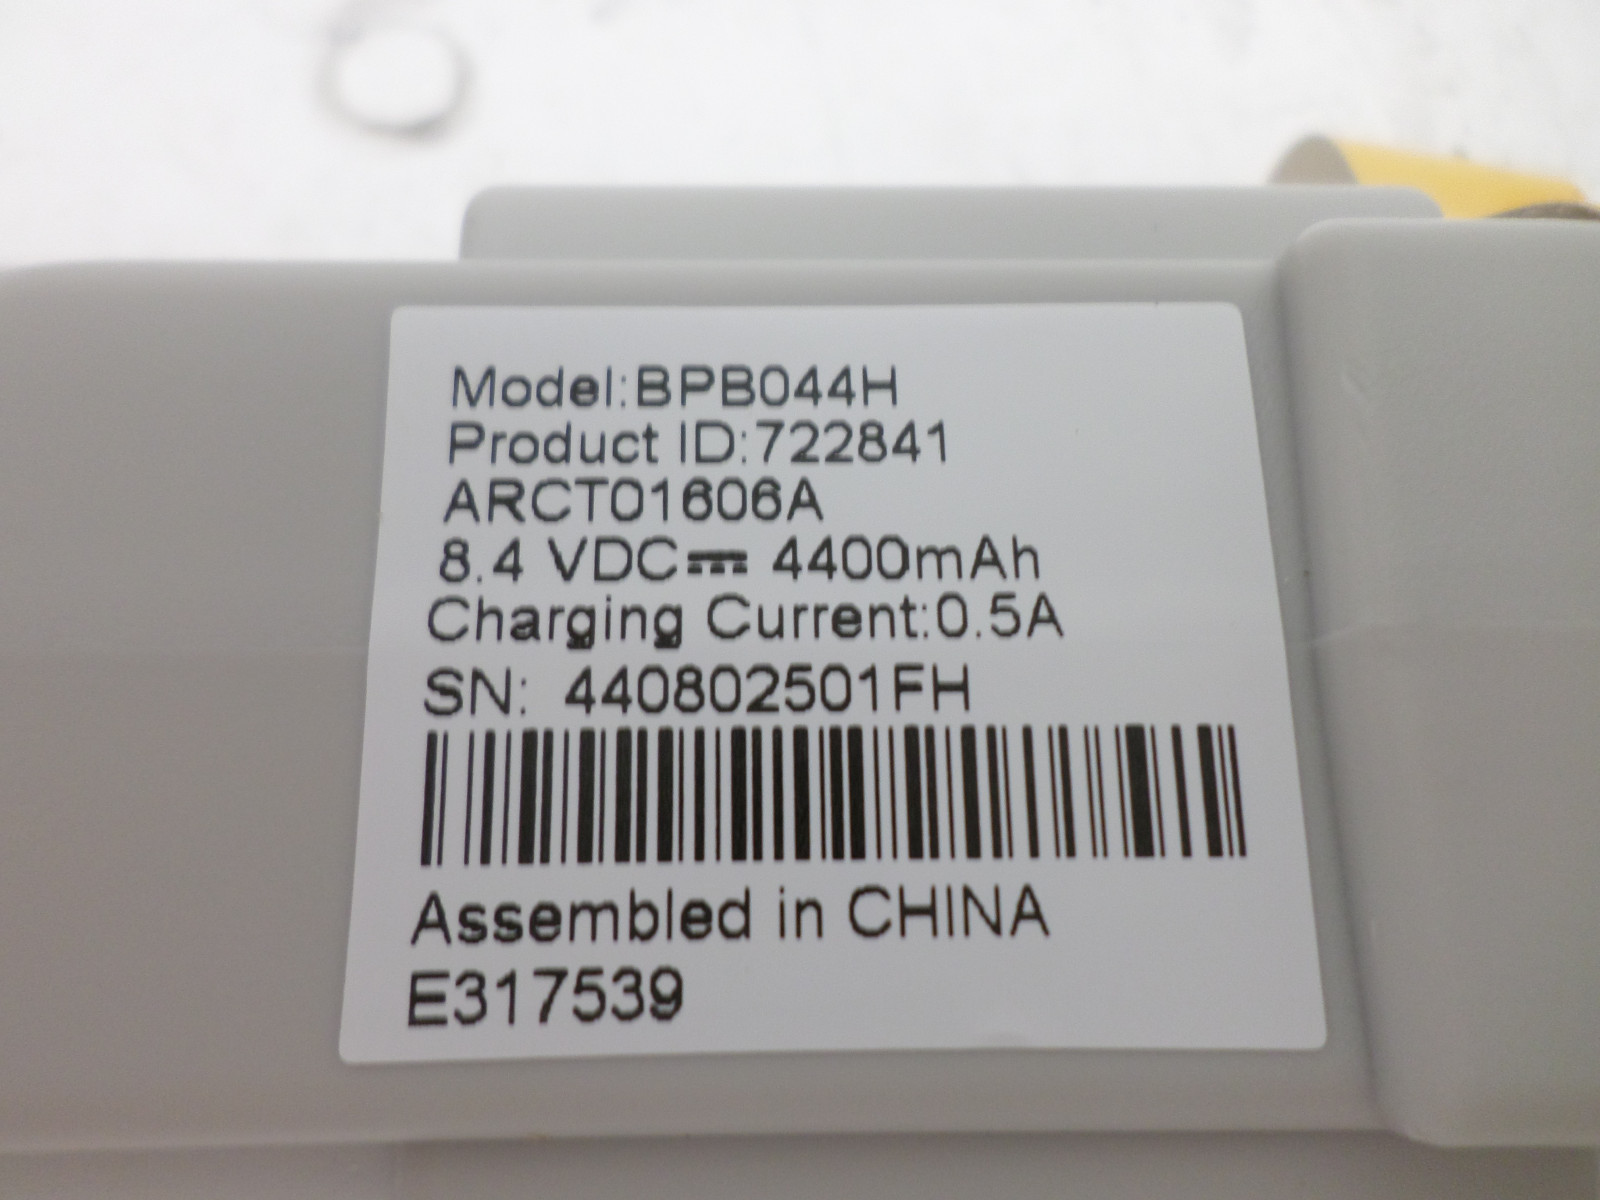 Model:BPB044H
Product ID:722841
ARCT01606A
8.4 VDC⎓ 4400mAh
Charging Current:0.5A
SN: 440802501FH
Assembled in CHINA
E317539